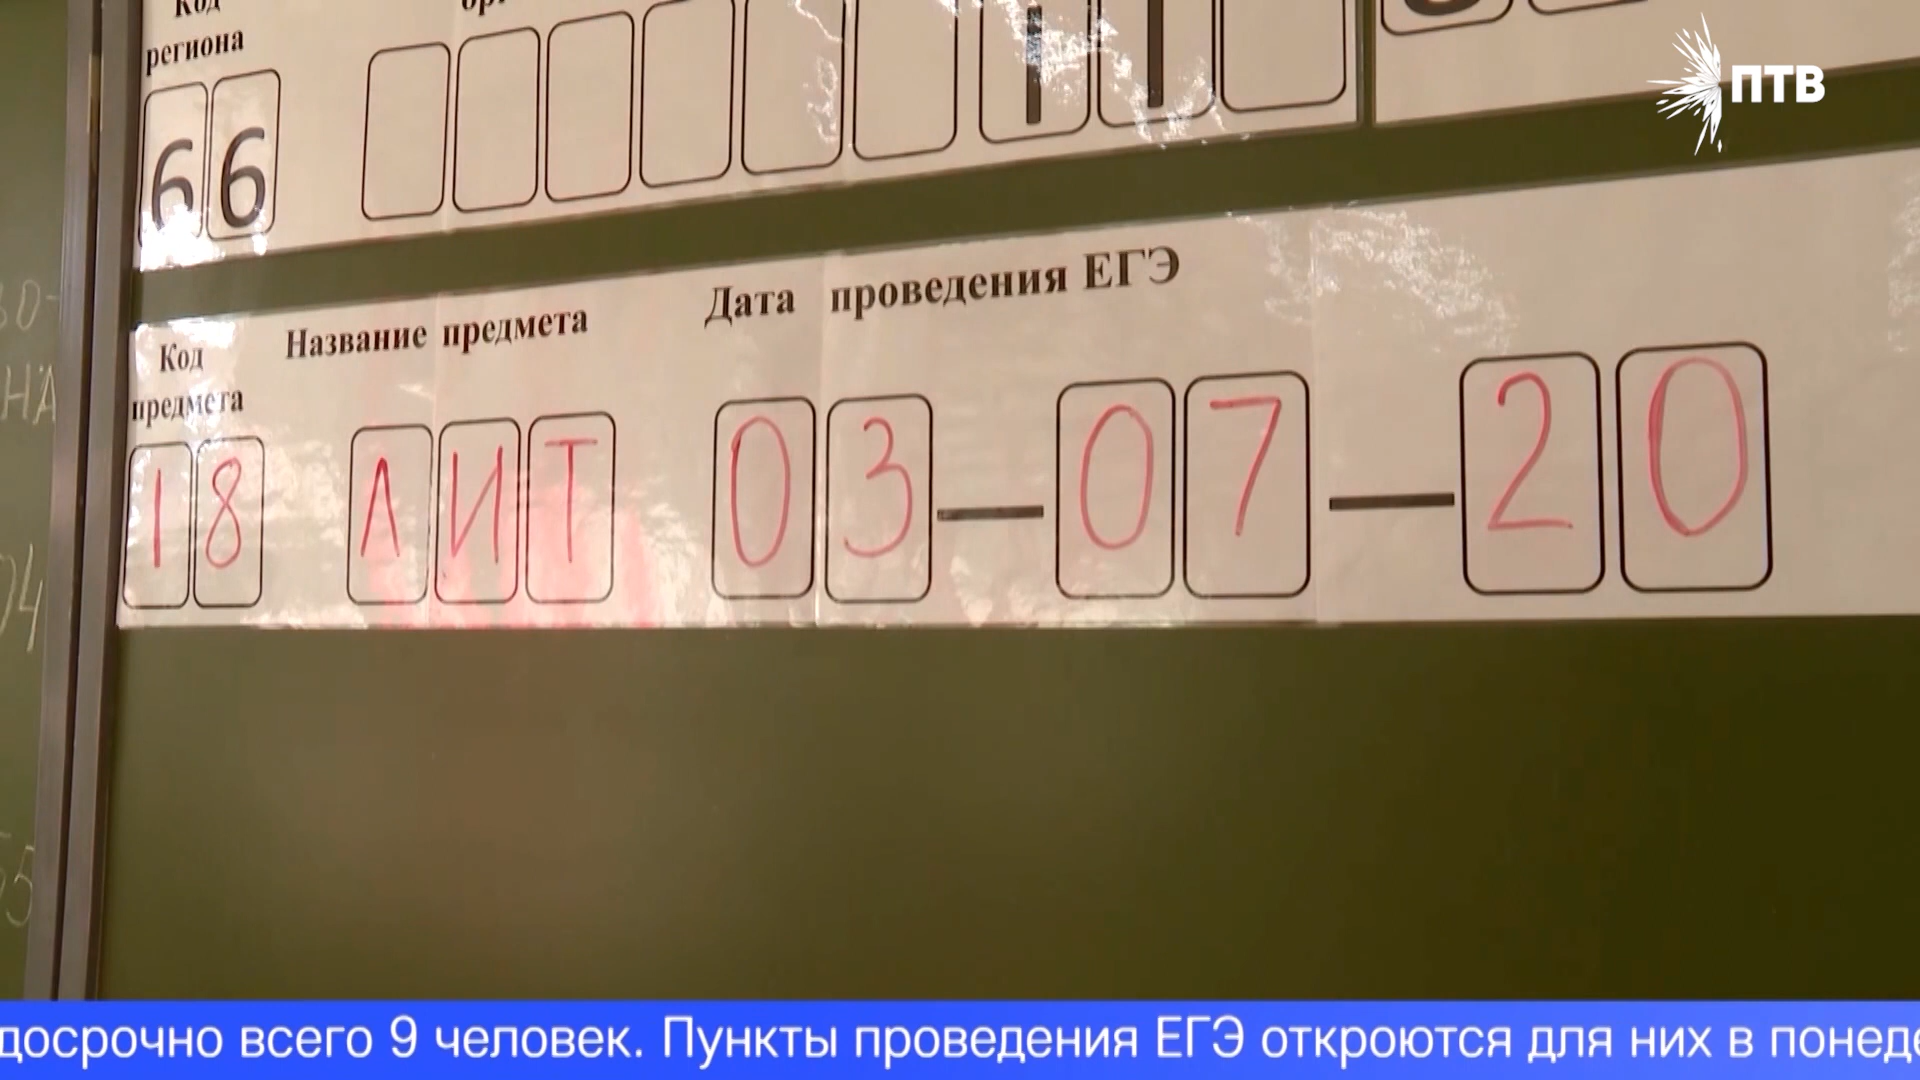 Код
региона
66
ПТВ
Название предмета
Дата проведения ЕГЭ
Код
предмета
18 ЛИТ 03-07-20
досрочно всего 9 человек. Пункты проведения ЕГЭ откроются для них в